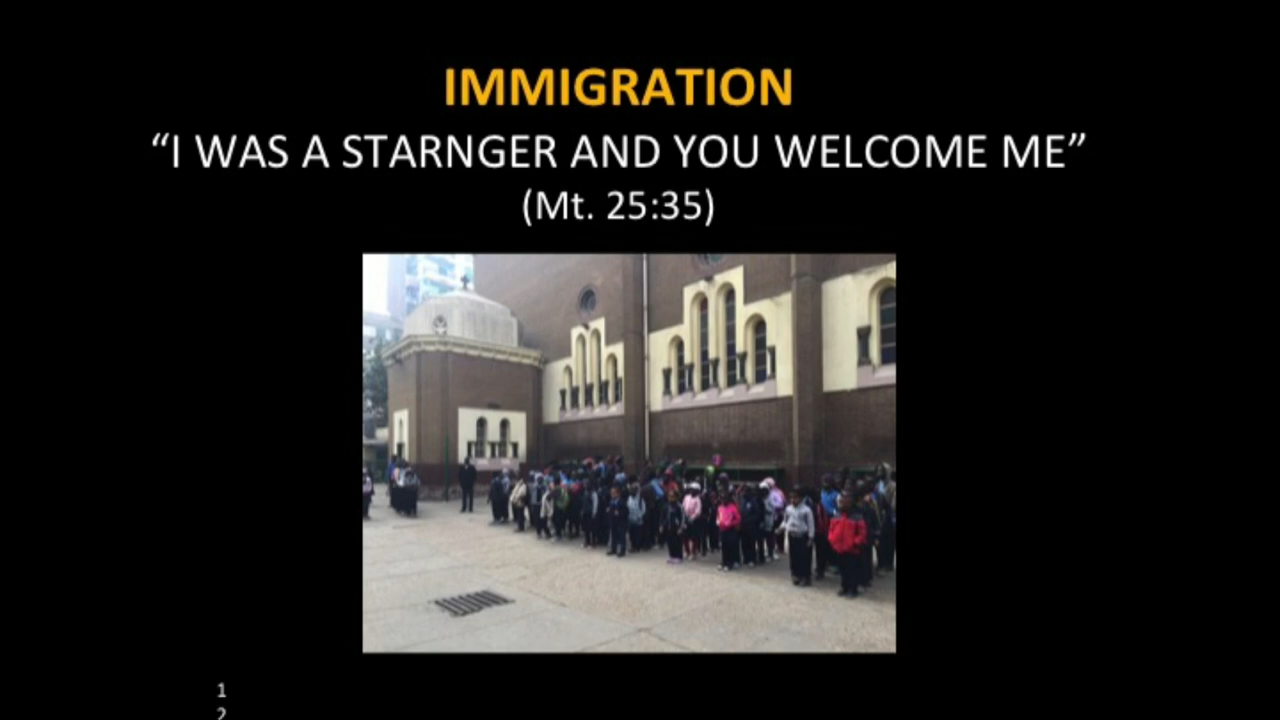 IMMIGRATION
“I WAS A STARNGER AND YOU WELCOME ME”
(Mt. 25:35)
1
2